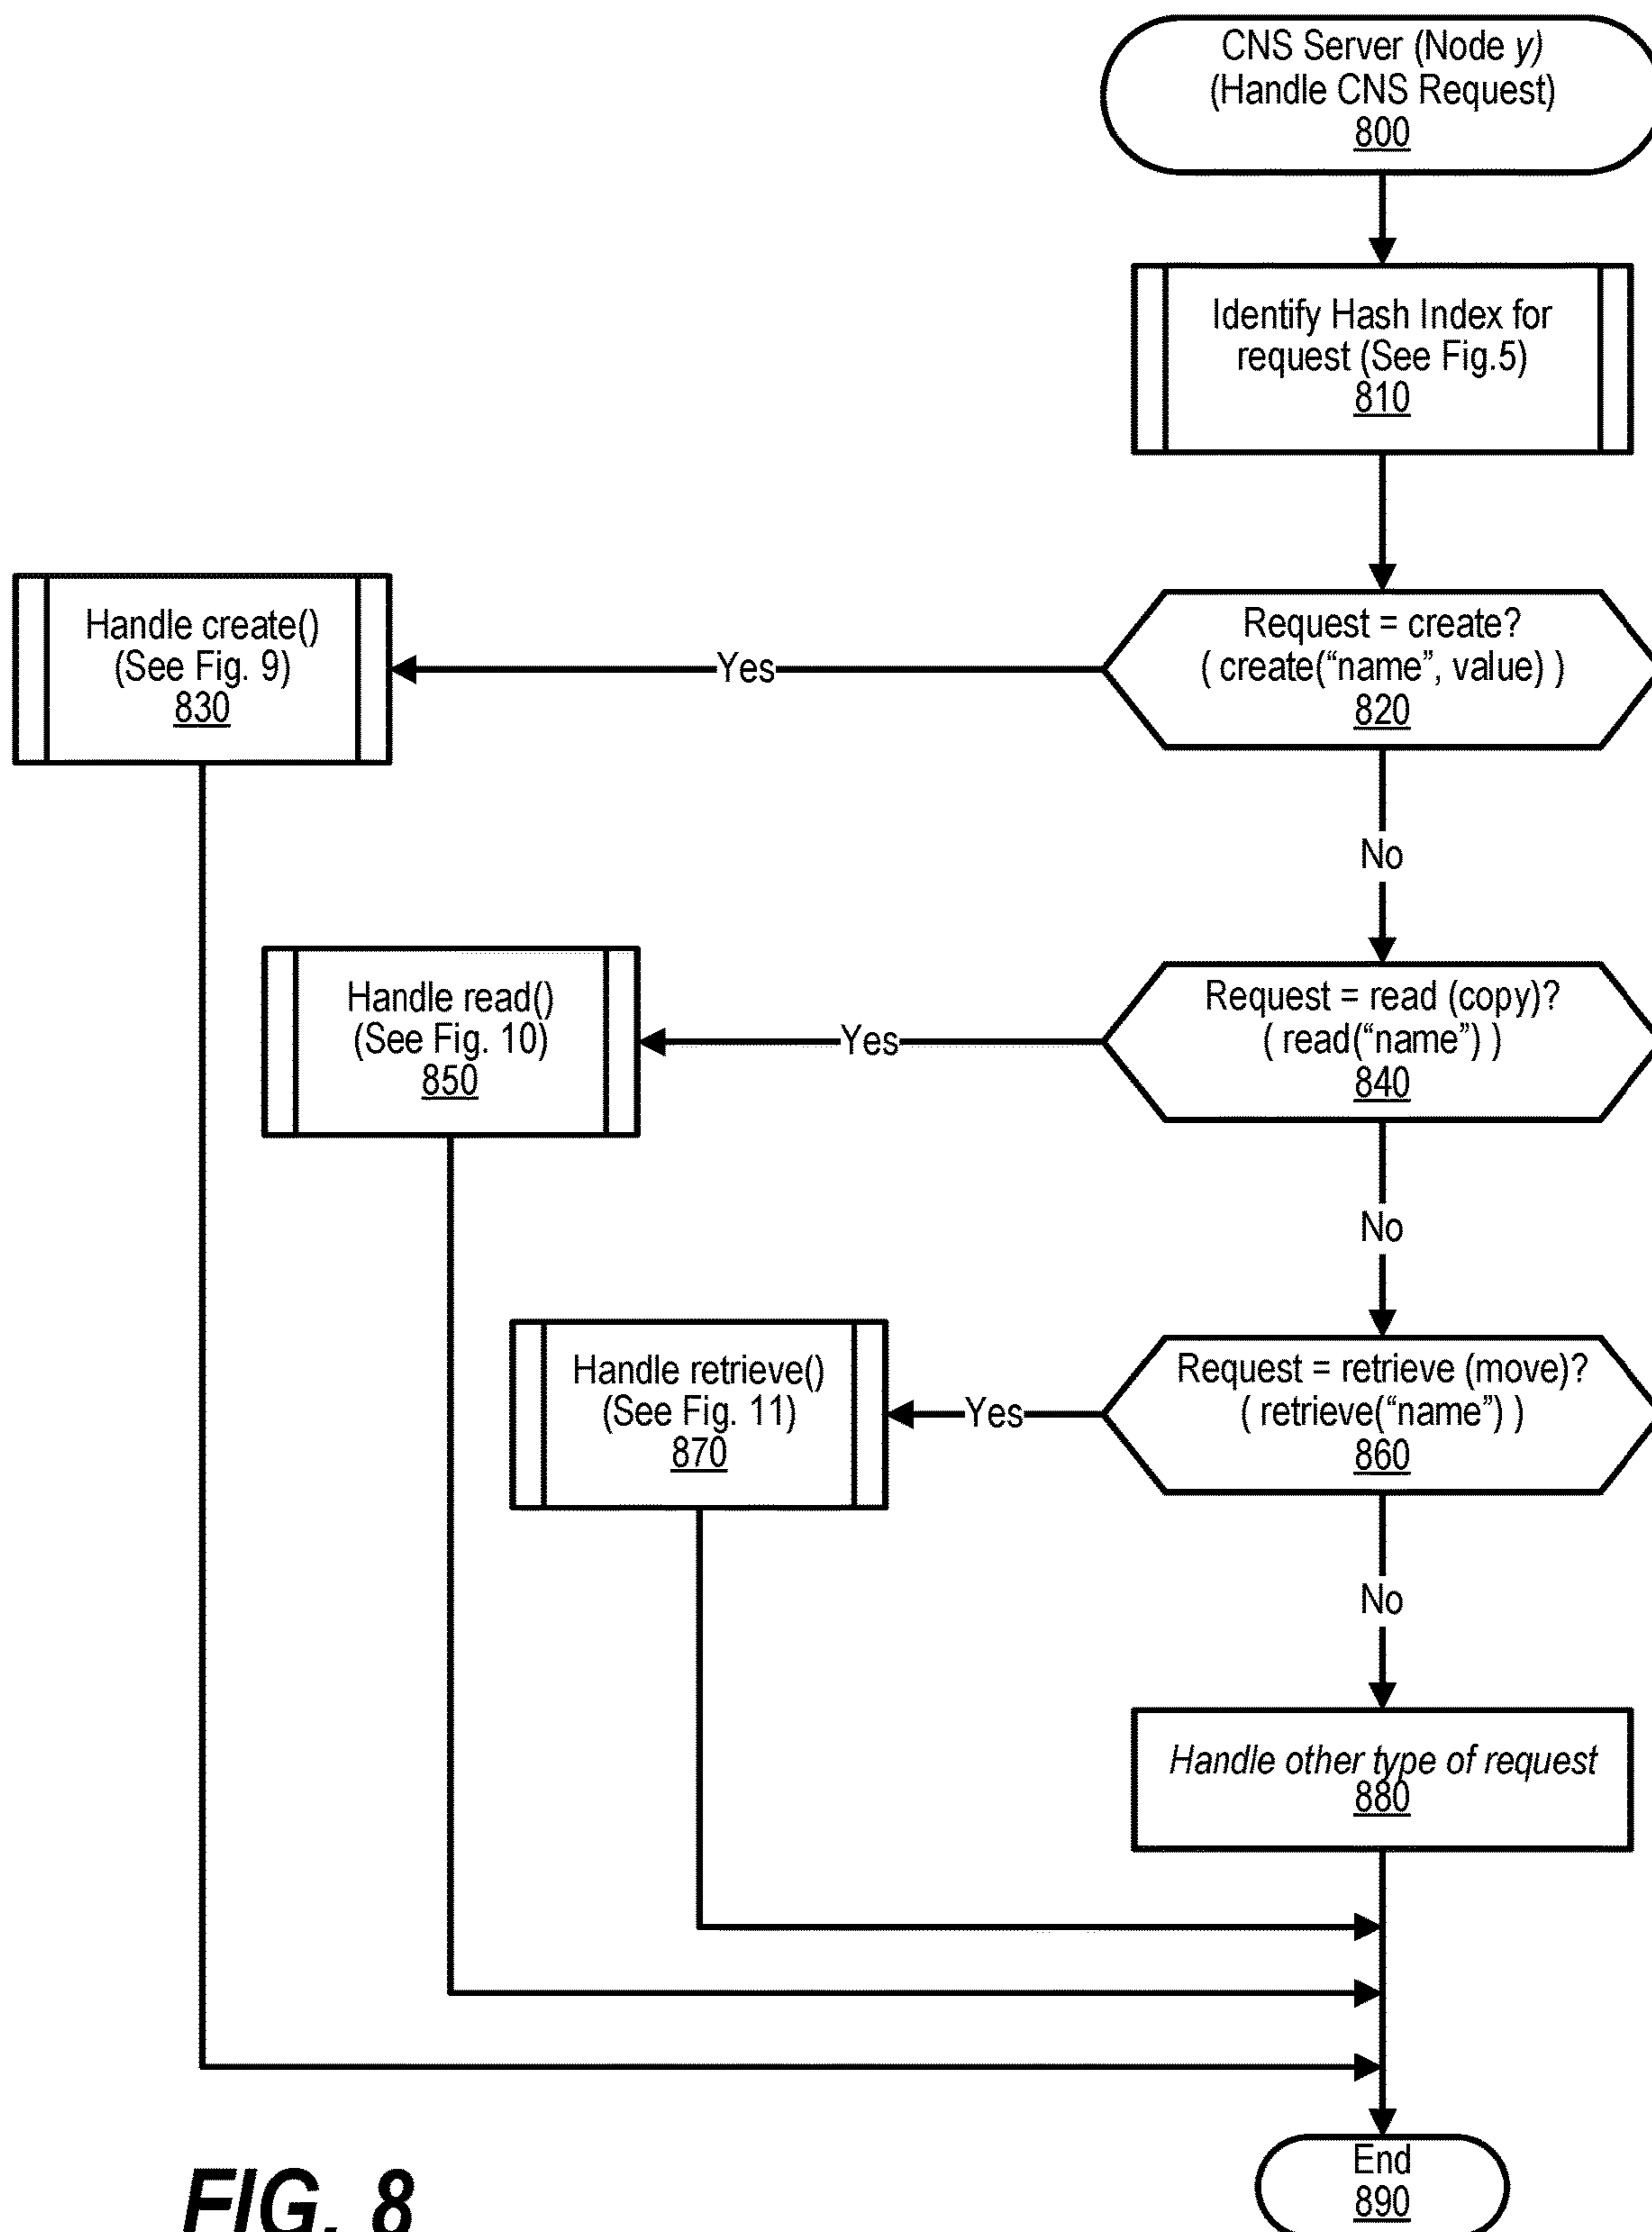 CNS Server (Node y)
(Handle CNS Request)
800
Identify Hash Index for
request (See Fig.5)
810
Request = create?
( create(“name”, value) )
820
Yes
Handle create()
(See Fig. 9)
830
No
Request = read (copy)?
( read(“name”) )
840
Yes
Handle read()
(See Fig. 10)
850
No
Request = retrieve (move)?
( retrieve(“name”) )
860
Yes
Handle retrieve()
(See Fig. 11)
870
No
Handle other type of request
880
End
890
FIG. 8